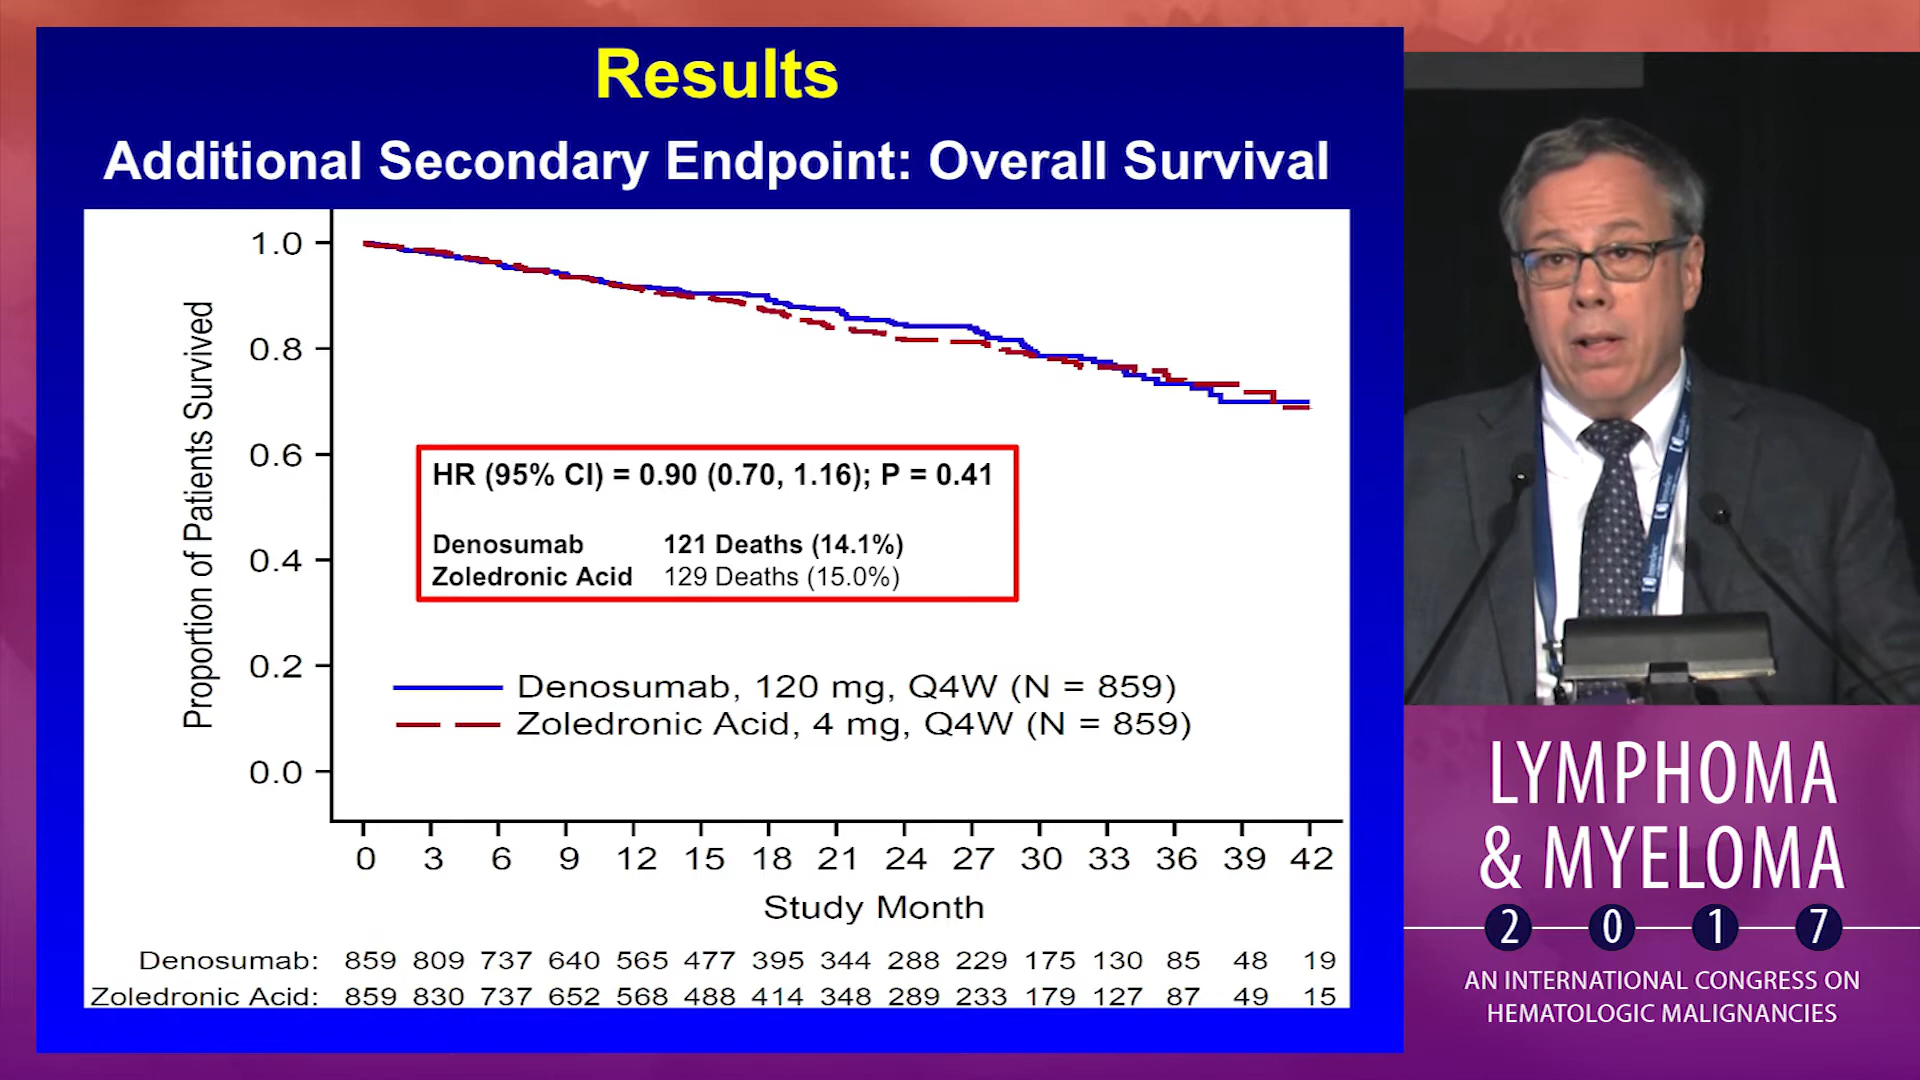 Results
Additional Secondary Endpoint: Overall Survival
Proportion of Patients Survived
1.0
0.8
0.6
0.4
0.2
0.0
HR (95% CI) = 0.90 (0.70, 1.16); P = 0.41
Denosumab 121 Deaths (14.1%)
Zoledronic Acid 129 Deaths (15.0%)
Denosumab, 120 mg, Q4W (N = 859)
Zoledronic Acid, 4 mg, Q4W (N = 859)
0 3 6 9 12 15 18 21 24 27 30 33 36 39 42
Study Month
Denosumab: 859 809 737 640 565 477 395 344 288 229 175 130 85 48 19
Zoledronic Acid: 859 830 737 652 568 488 414 348 289 233 179 127 87 49 15
LYMPHOMA
& MYELOMA
2 0 1 7
AN INTERNATIONAL CONGRESS ON
HEMATOLOGIC MALIGNANCIES